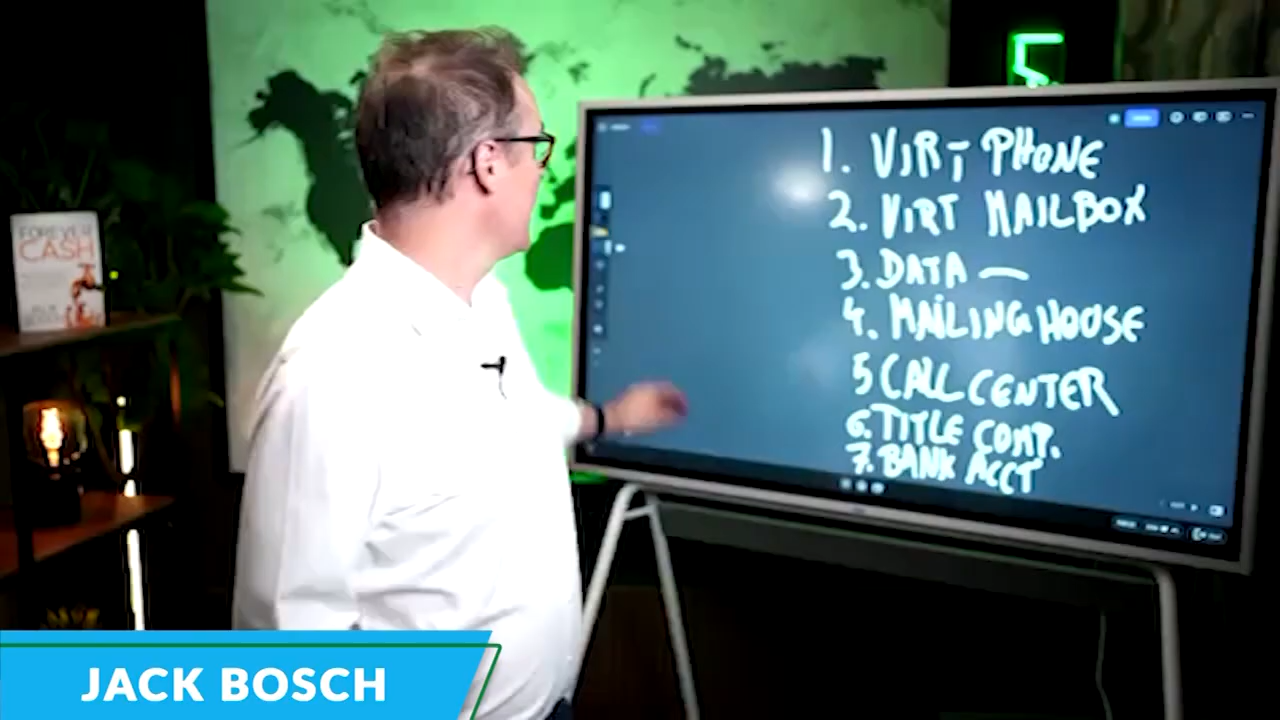 FOREVER
CASH
5
1. VIRT PHONE
2. VIRT MAILBOX
3. DATA —
4. MAILING HOUSE
5 CALL CENTER
6. TITLE COMP.
7. BANK ACCT
JACK BOSCH